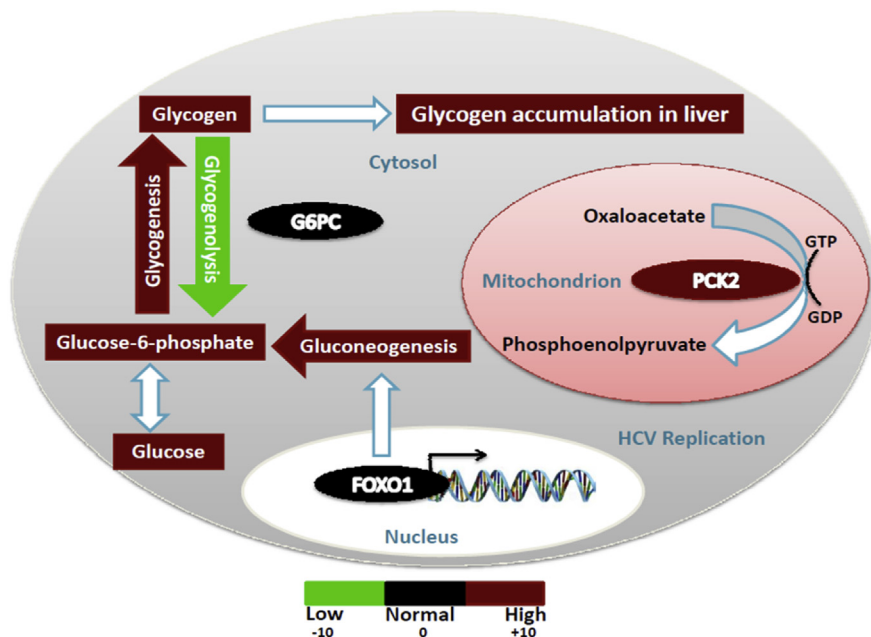 Glycogen
Glycogen accumulation in liver
Cytosol
Glycogenesis
Glycogenolysis
G6PC
Oxaloacetate
GTP
Mitochondrion
PCK2
GDP
Glucose-6-phosphate
Gluconeogenesis
Phosphoenolpyruvate
Glucose
HCV Replication
FOXO1
Nucleus
Low Normal High
-10 0 +10